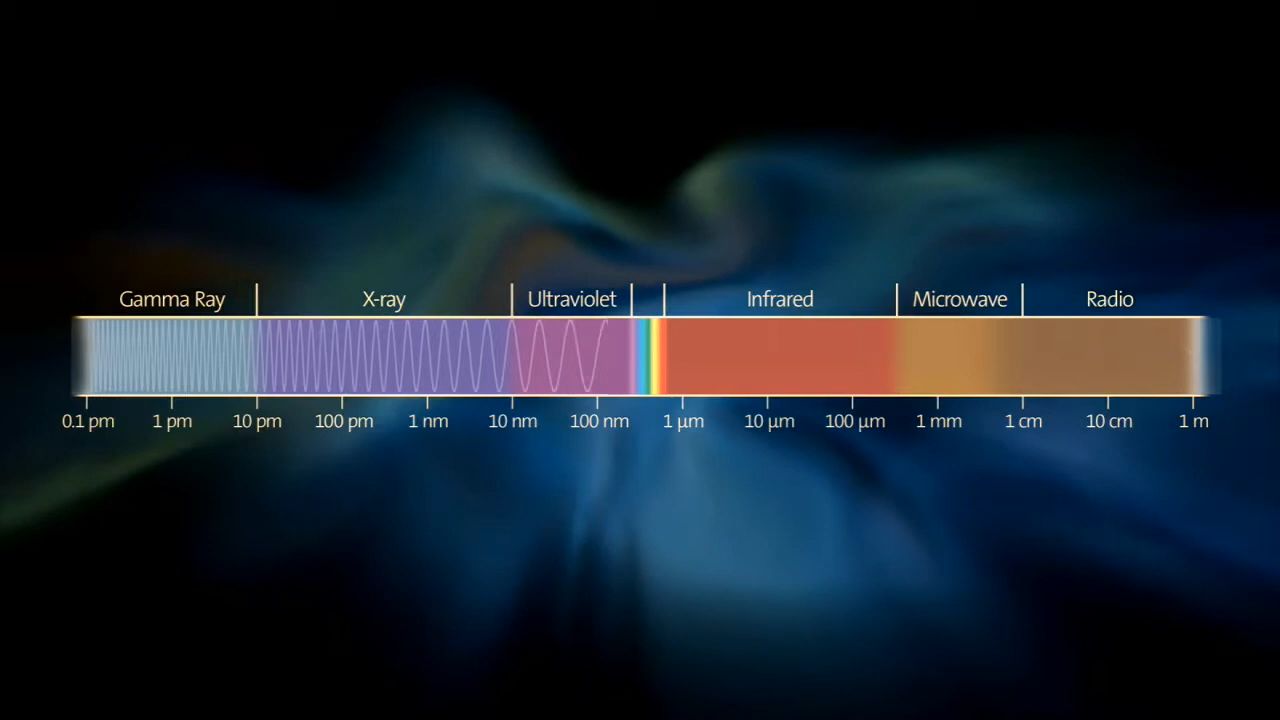 Gamma Ray X-ray Ultraviolet Infrared Microwave Radio
0.1 pm 1 pm 10 pm 100 pm 1 nm 10 nm 100 nm 1 µm 10 µm 100 µm 1 mm 1 cm 10 cm 1 m